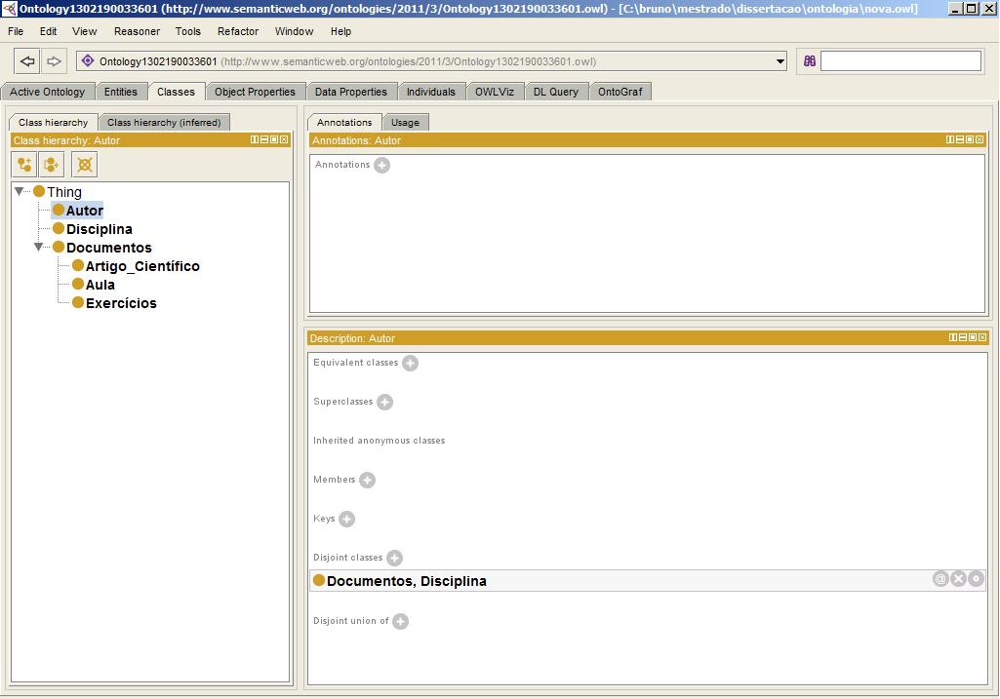 Ontology1302190033601 (http://www.semanticweb.org/ontologies/2011/3/Ontology1302190033601.owl) - [C:\bruno\mestrado\dissertacao\ontologia\nova.owl]
File Edit View Reasoner Tools Refactor Window Help
Ontology1302190033601 (http://www.semanticweb.org/ontologies/2011/3/Ontology1302190033601.owl)
Active Ontology Entities Classes Object Properties Data Properties Individuals OWLViz DL Query OntoGraf
Class hierarchy Class hierarchy (inferred)
Class hierarchy: Autor
Thing
Autor
Disciplina
Documentos
Artigo_Científico
Aula
Exercícios
Annotations Usage
Annotations: Autor
Annotations
Description: Autor
Equivalent classes
Superclasses
Inherited anonymous classes
Members
Keys
Disjoint classes
Documentos, Disciplina
Disjoint union of